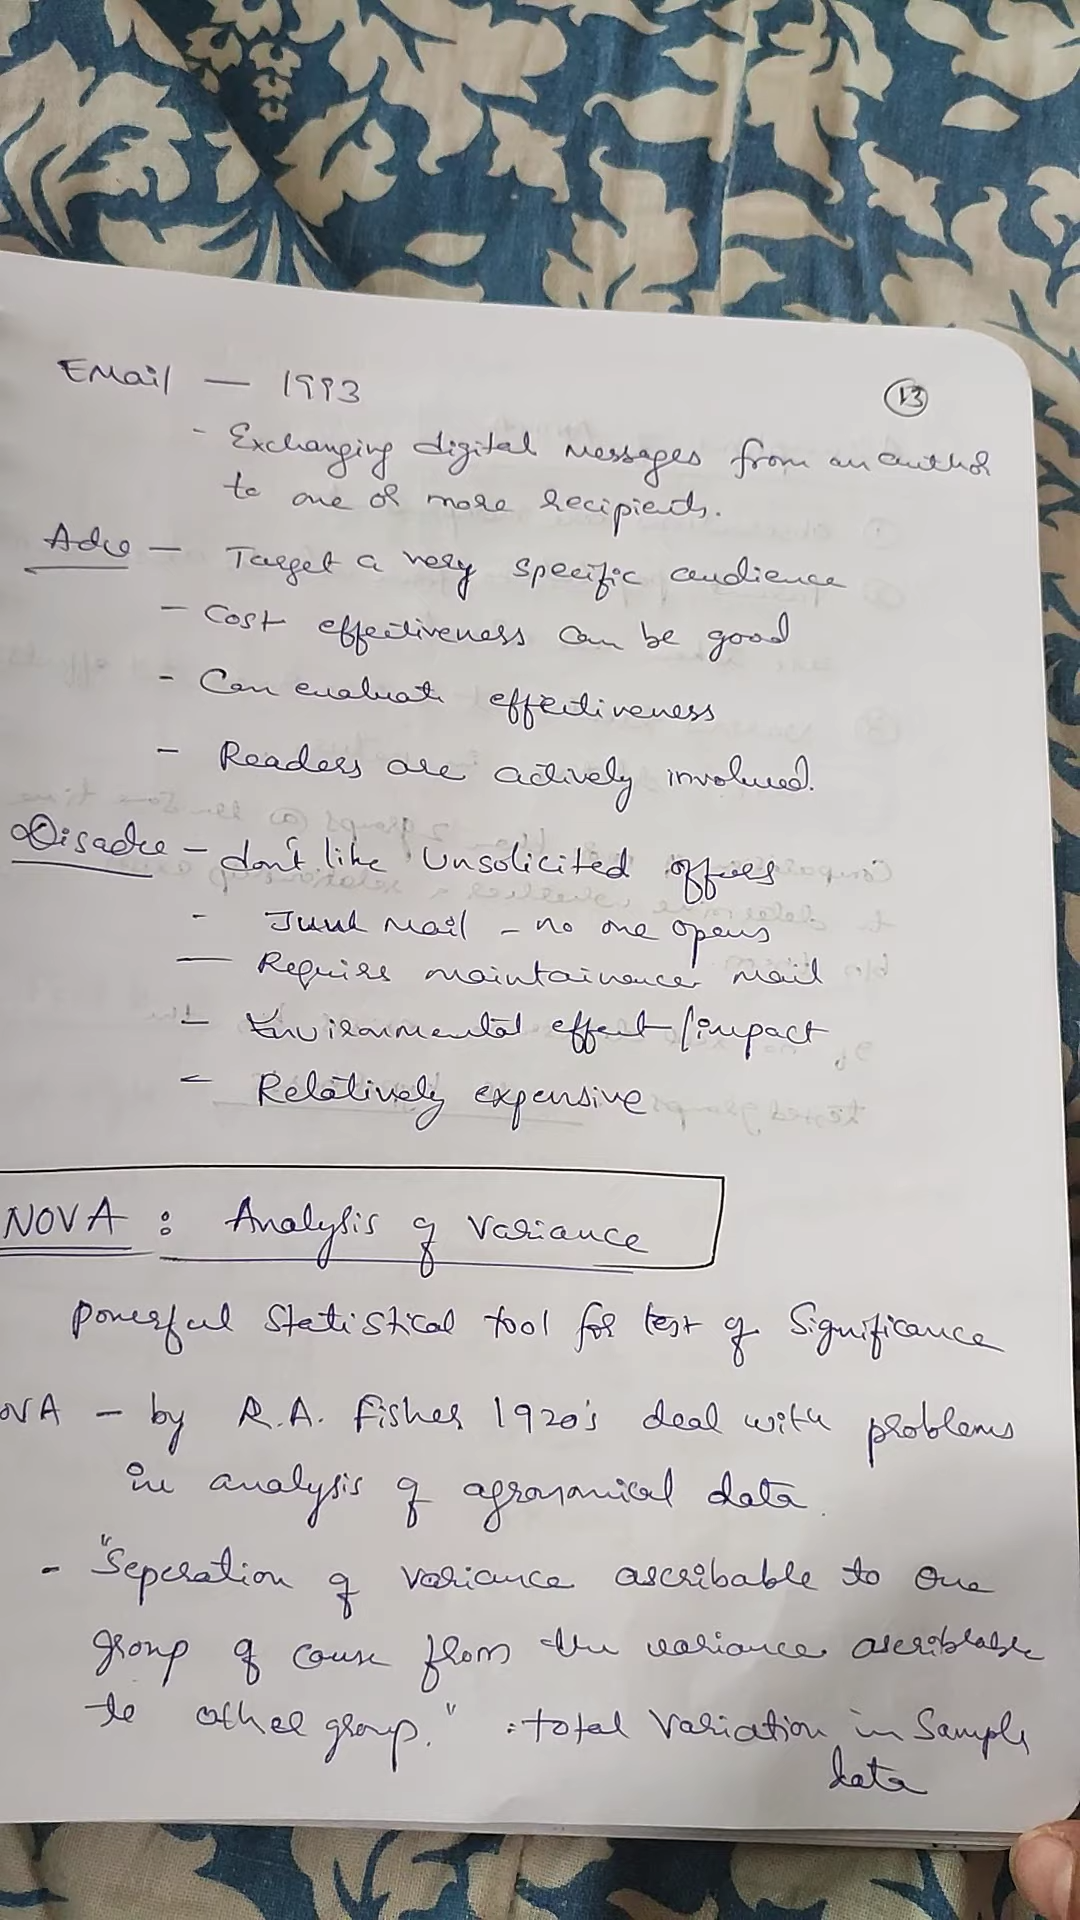 EMail — 1993
13
- Exchanging digital messages from an author
to one or more recipients.
Adv — Target a very specific audience
- Cost effectiveness can be good
- Can evaluate effectiveness
- Readers are actively involved.
Disadv - don't like Unsolicited offers
- Junk Mail - no one opens
— Requires maintainence mail
- Environmental effect/impact
- Relatively expensive
NOVA : Analysis of Variance
Powerful Statistical tool for test of Significance
OVA - by R.A. Fisher 1920's deal with problems
in analysis of agronomical data.
- "Seperation of variance ascribable to one
group of cause from the variance ascribable
to other group." : total Variation in Sample
data